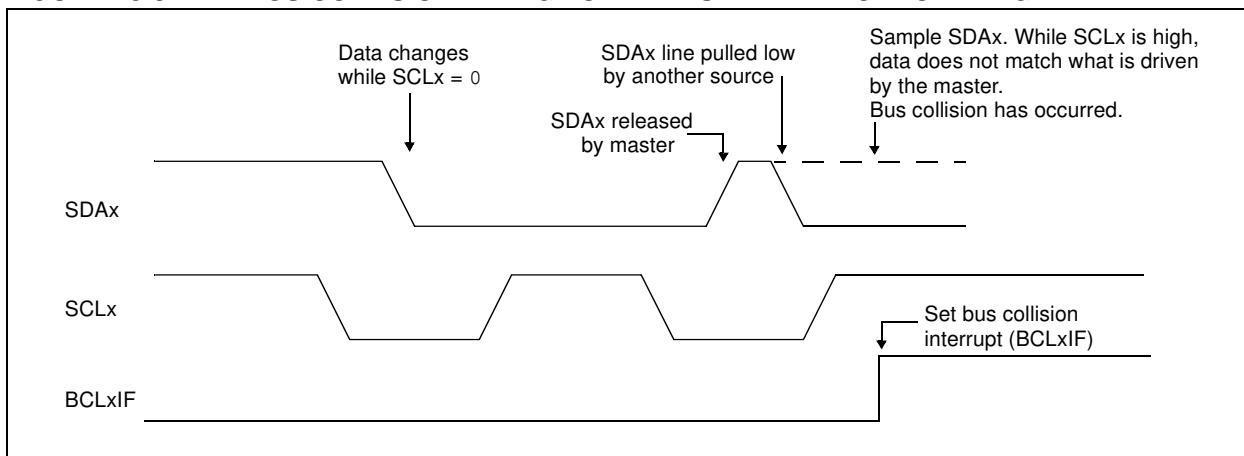 Data changes
while SCLx = 0
SDAx line pulled low
by another source
Sample SDAx. While SCLx is high,
data does not match what is driven
by the master.
Bus collision has occurred.
SDAx released
by master
SDAx
SCLx
Set bus collision
interrupt (BCLxIF)
BCLxIF